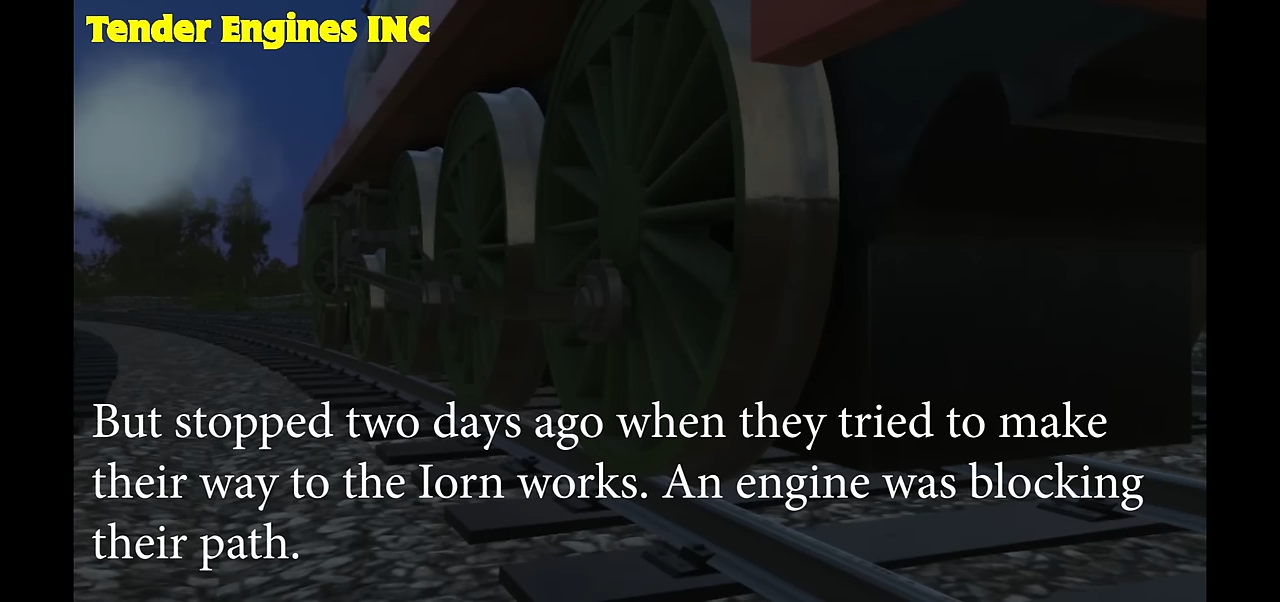 Tender Engines INC
But stopped two days ago when they tried to make
their way to the Iorn works. An engine was blocking
their path.